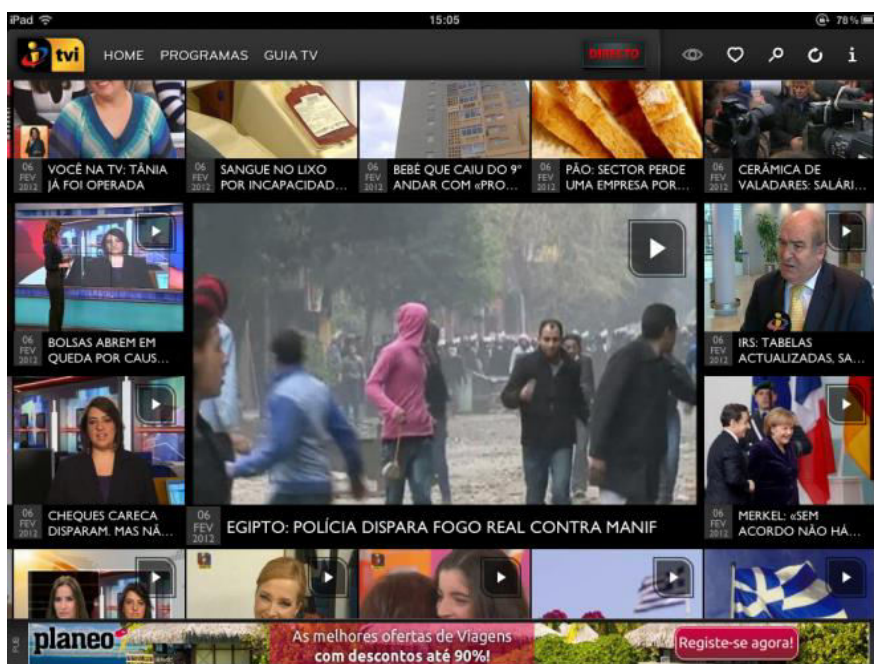 iPad
15:05
78%
tvi
HOME PROGRAMAS GUIA TV
DIRECTO
06 FEV 2012
VOCÊ NA TV: TÂNIA
JÁ FOI OPERADA
06 FEV 2012
SANGUE NO LIXO
POR INCAPACIDAD...
06 FEV 2012
BEBÉ QUE CAIU DO 9º
ANDAR COM «PRO...
06 FEV 2012
PÃO: SECTOR PERDE
UMA EMPRESA POR...
06 FEV 2012
CERÂMICA DE
VALADARES: SALÁRI...
06 FEV 2012
BOLSAS ABREM EM
QUEDA POR CAUS...
06 FEV 2012
IRS: TABELAS
ACTUALIZADAS, SA...
06 FEV 2012
CHEQUES CARECA
DISPARAM. MAS NÃ...
06 FEV 2012
EGIPTO: POLÍCIA DISPARA FOGO REAL CONTRA MANIF
06 FEV 2012
MERKEL: «SEM
ACORDO NÃO HÁ...
PUB
planeo
As melhores ofertas de Viagens
com descontos até 90%!
Registe-se agora!